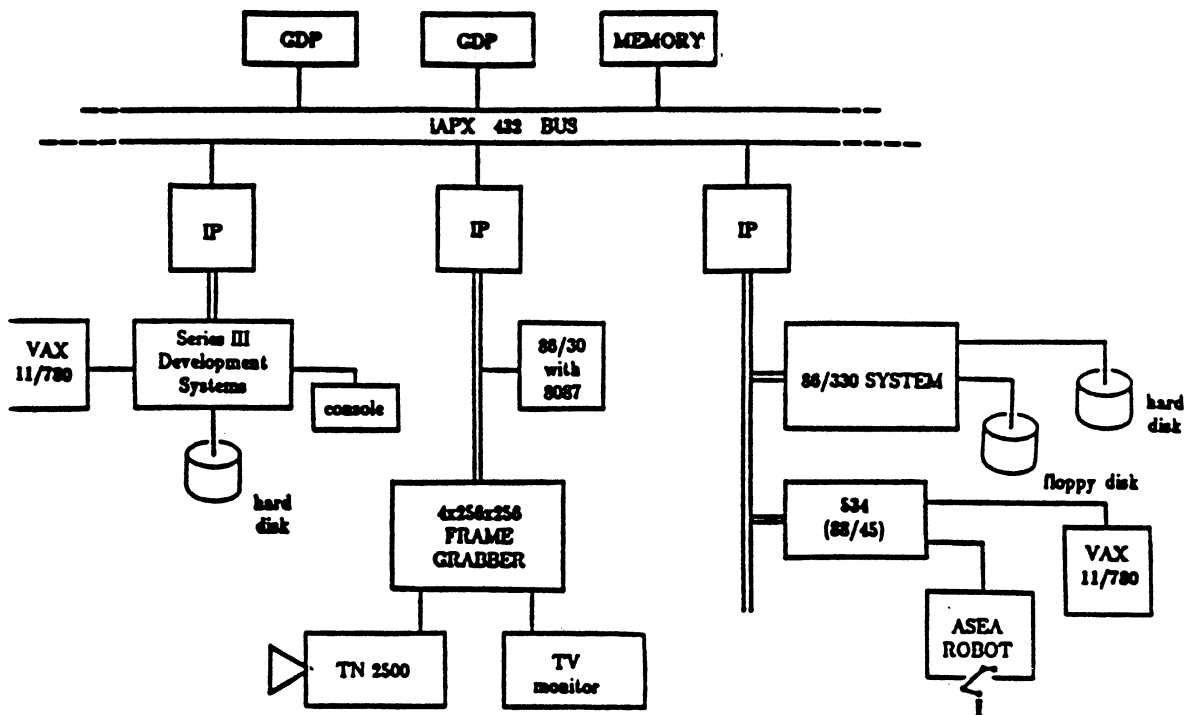 GDP
GDP
MEMORY
iAPX 432 BUS
IP
IP
IP
VAX
11/780
Series III
Development
Systems
console
hard
disk
86/30
with
8087
4x256x256
FRAME
GRABBER
TN 2500
TV
monitor
86/330 SYSTEM
hard
disk
floppy disk
534
(88/45)
VAX
11/780
ASEA
ROBOT